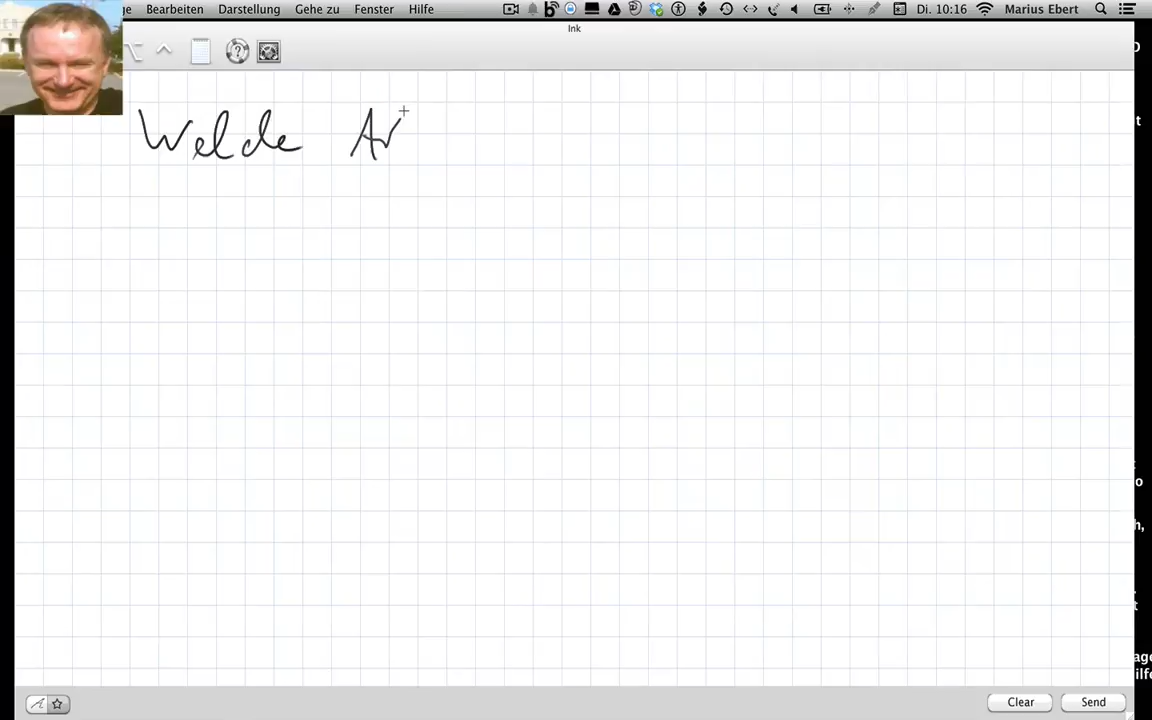 Bearbeiten Darstellung Gehe zu Fenster Hilfe Di. 10:16 Marius Ebert
Ink
Welche Ar
Clear Send